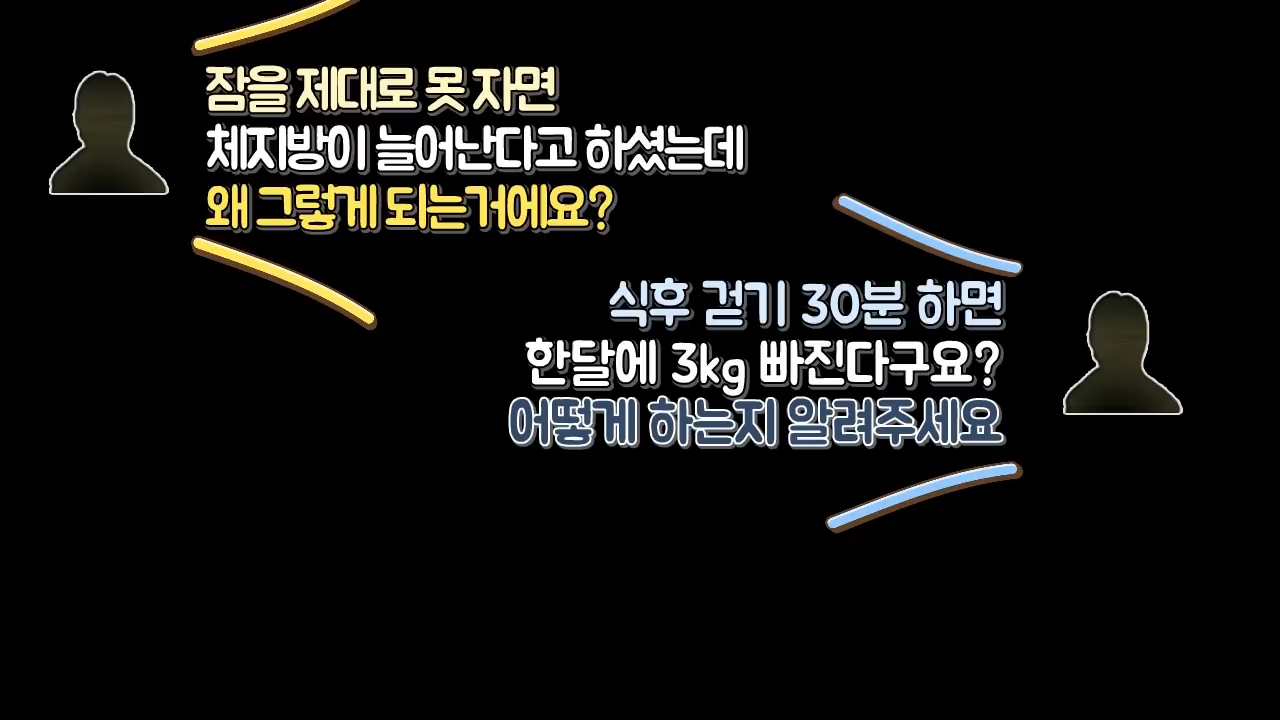 잠을 제대로 못 자면
체지방이 늘어난다고 하셨는데
왜 그렇게 되는거에요?
식후 걷기 30분 하면
한달에 3kg 빠진다구요?
어떻게 하는지 알려주세요